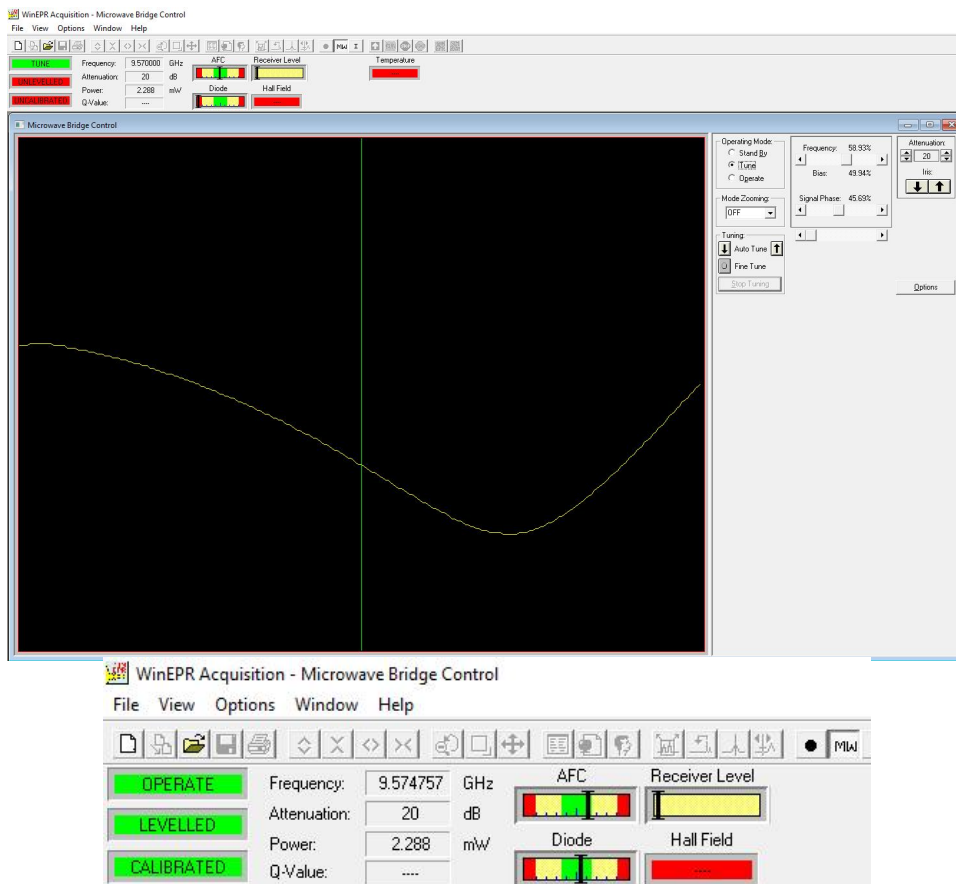 WinEPR Acquisition - Microwave Bridge Control
File View Options Window Help
MW I
TUNE Frequency: 9.570000 GHz AFC Receiver Level Temperature
UNLEVELLED Attenuation: 20 dB ----
Power: 2.288 mW Diode Hall Field
UNCALIBRATED Q-Value: ---- ----
Microwave Bridge Control
Operating Mode: Frequency: 58.93% Attenuation:
Stand By 20
Tune Bias: 49.94% Iris:
Operate
Mode Zooming: Signal Phase: 45.69%
OFF
Tuning:
Auto Tune
Fine Tune
Stop Tuning Options
WinEPR Acquisition - Microwave Bridge Control
File View Options Window Help
MW
OPERATE Frequency: 9.574757 GHz AFC Receiver Level
LEVELLED Attenuation: 20 dB
Power: 2.288 mW Diode Hall Field
CALIBRATED Q-Value: ---- ----